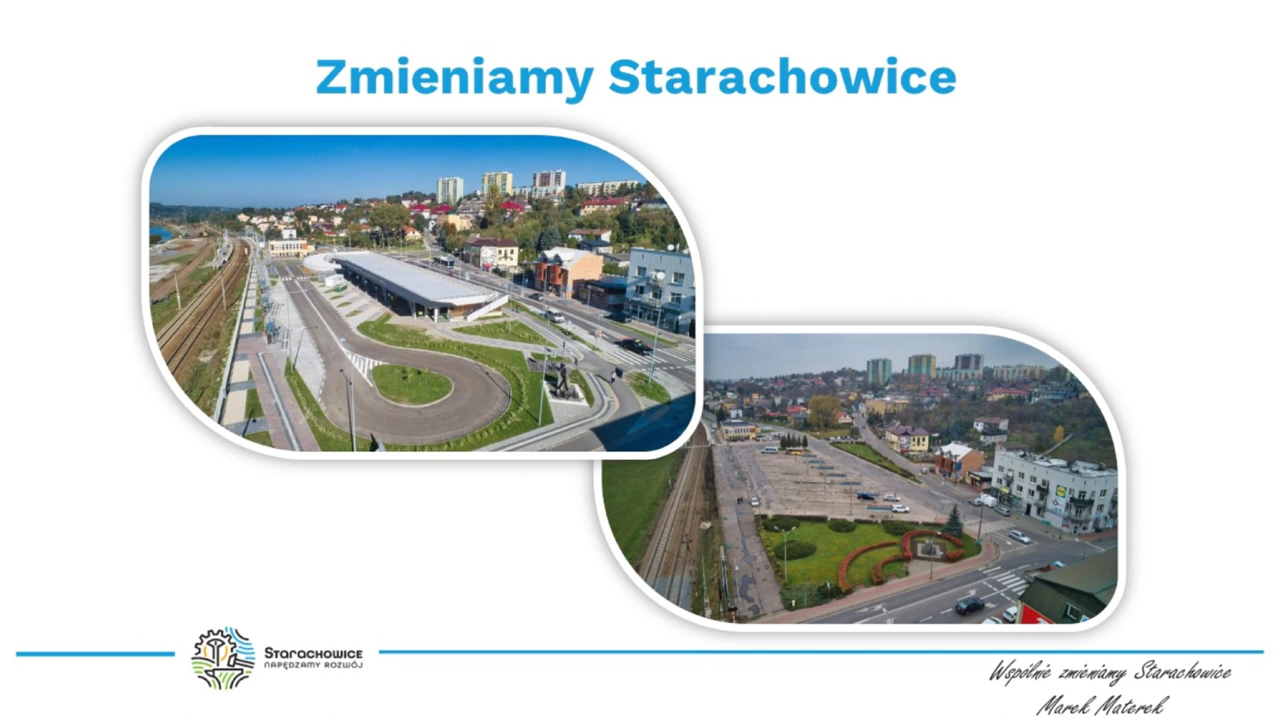 Zmieniamy Starachowice
Starachowice
NAPĘDZAMY ROZWÓJ
Wspólnie zmieniamy Starachowice
Marek Materek